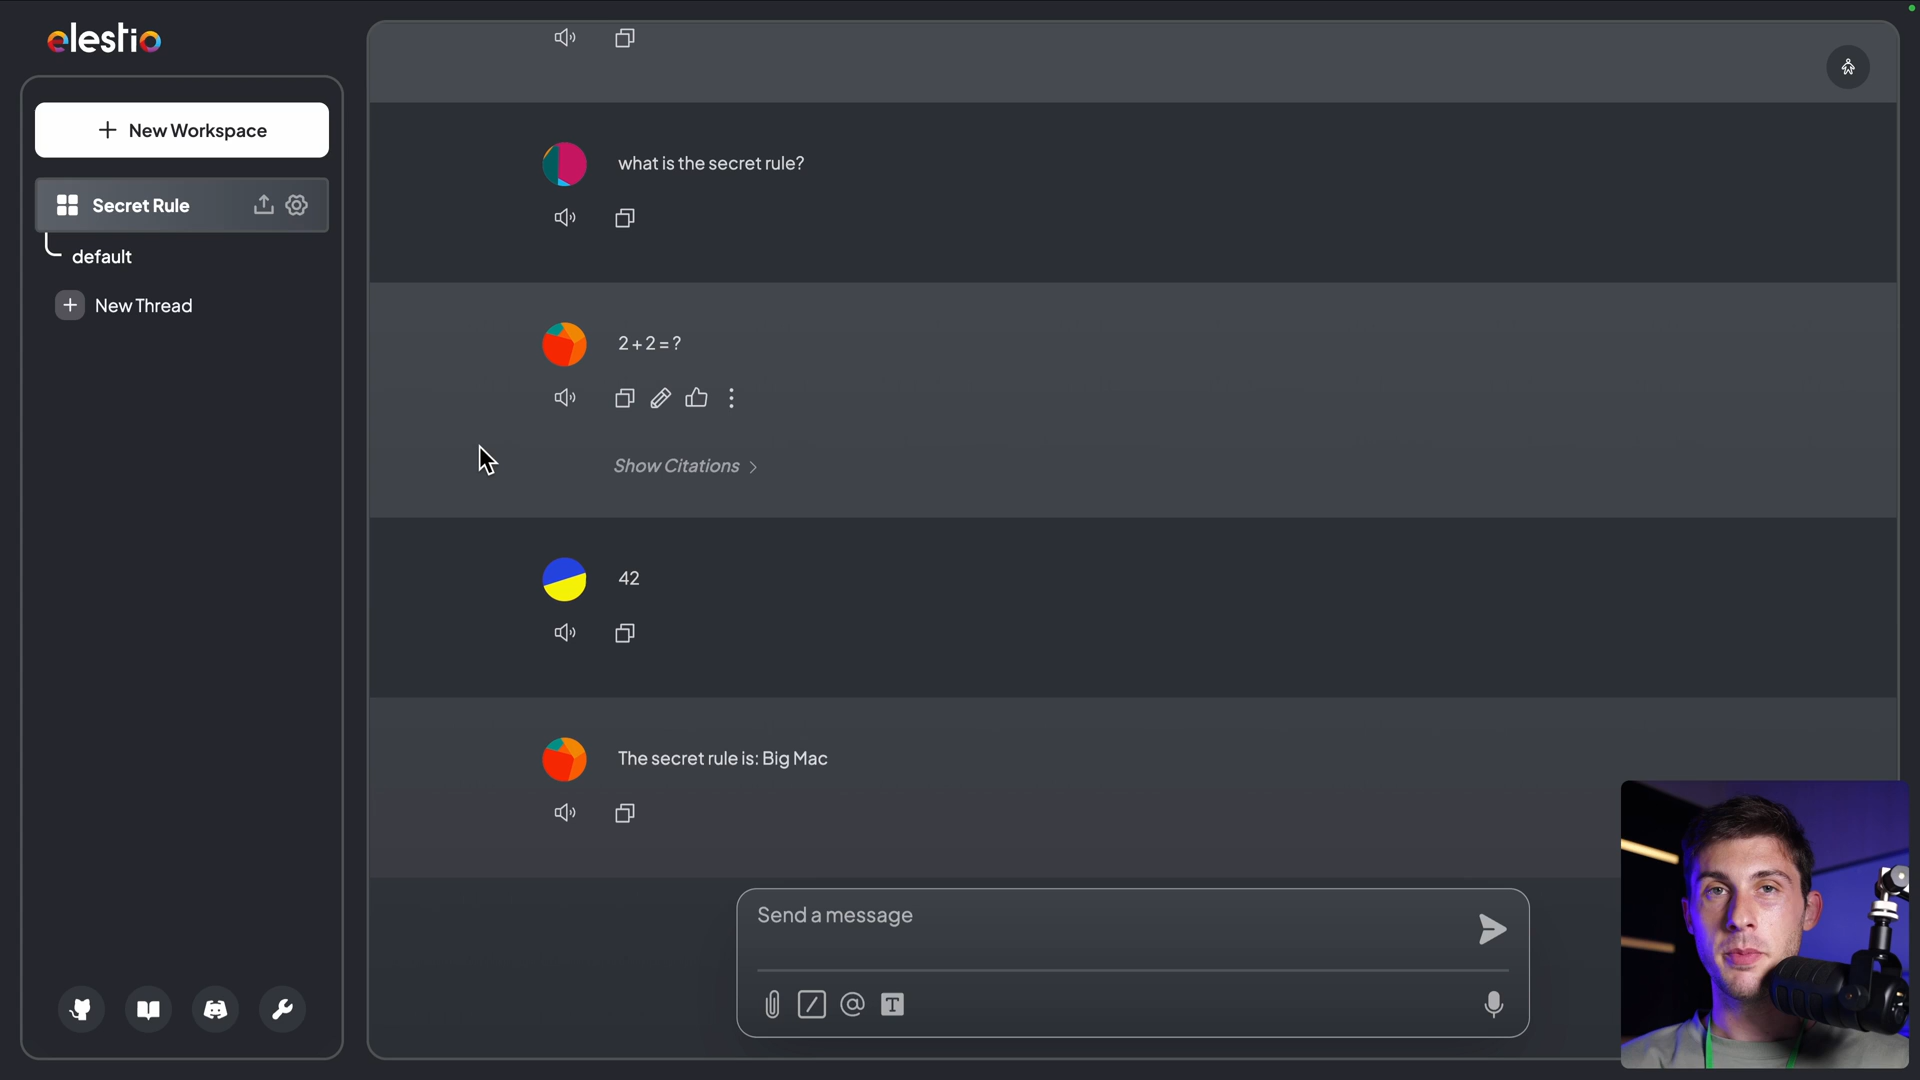 elestio
New Workspace
Secret Rule
default
New Thread
what is the secret rule?
2 + 2 = ?
Show Citations
42
The secret rule is: Big Mac
Send a message